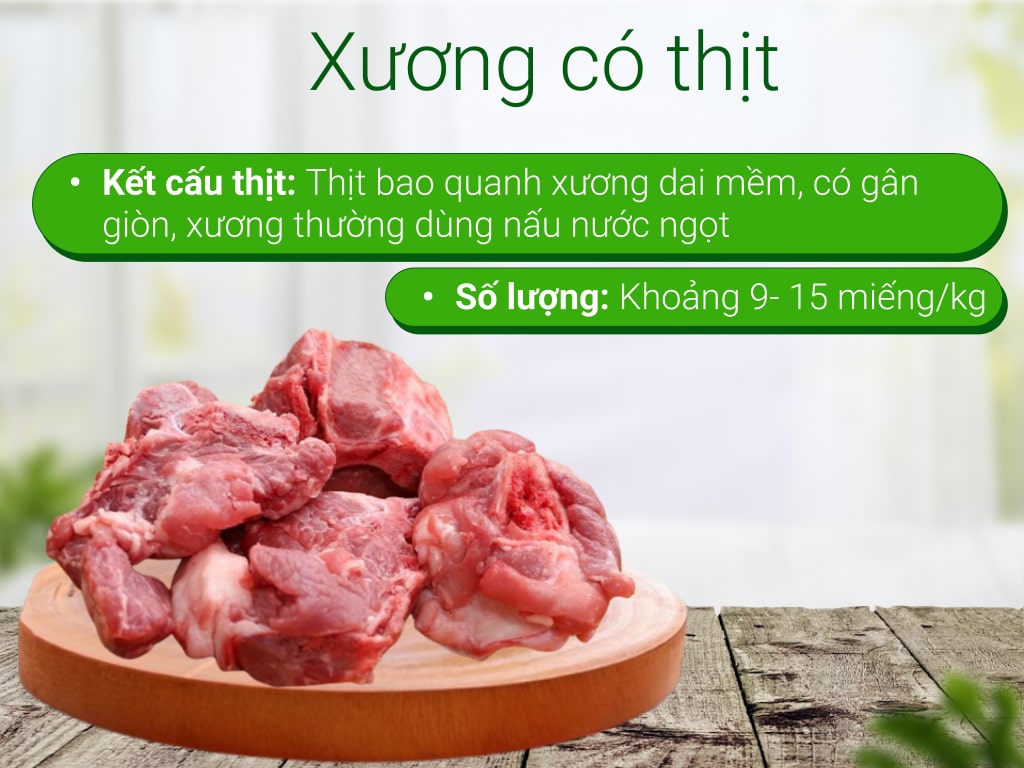 Xương có thịt
• Kết cấu thịt: Thịt bao quanh xương dai mềm, có gân
giòn, xương thường dùng nấu nước ngọt
• Số lượng: Khoảng 9- 15 miếng/kg